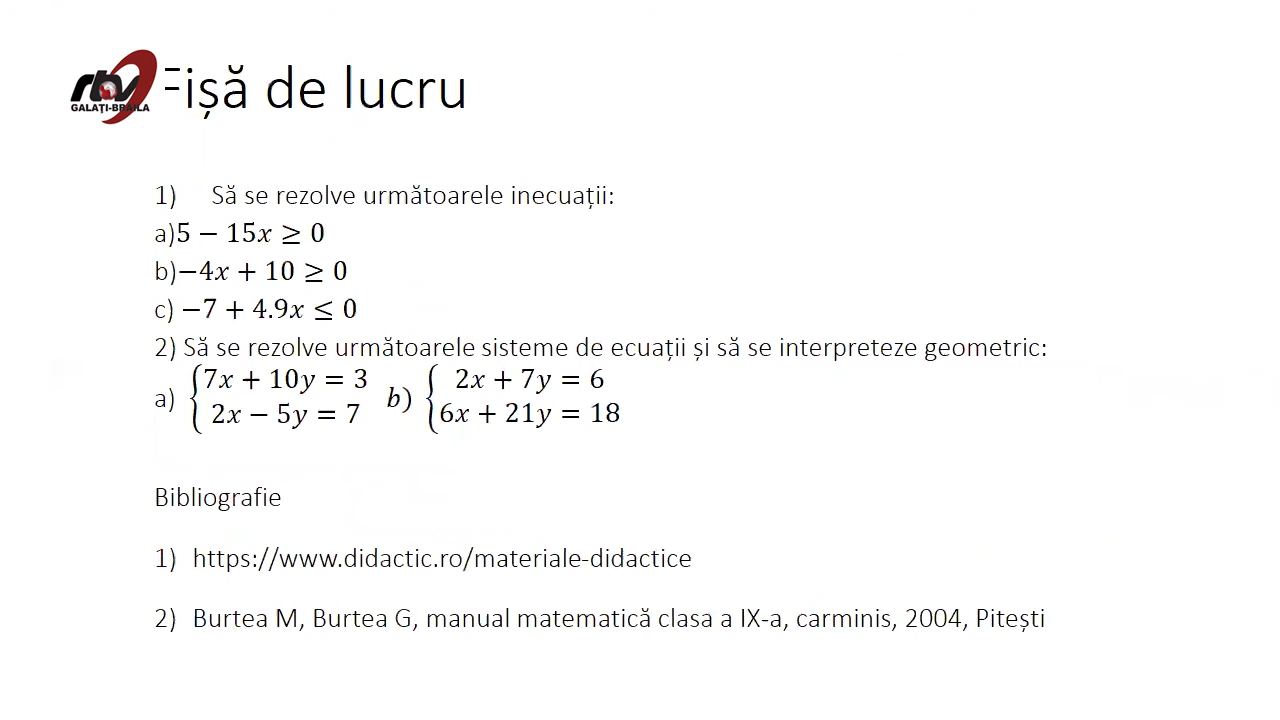 rtv
GALAȚI-BRĂILA
Fișă de lucru
1) Să se rezolve următoarele inecuații:
a)5 − 15x ≥ 0
b)−4x + 10 ≥ 0
c) −7 + 4.9x ≤ 0
2) Să se rezolve următoarele sisteme de ecuații și să se interpreteze geometric:
a) {7x + 10y = 3 b) { 2x + 7y = 6
2x − 5y = 7 6x + 21y = 18
Bibliografie
1) https://www.didactic.ro/materiale-didactice
2) Burtea M, Burtea G, manual matematică clasa a IX-a, carminis, 2004, Pitești